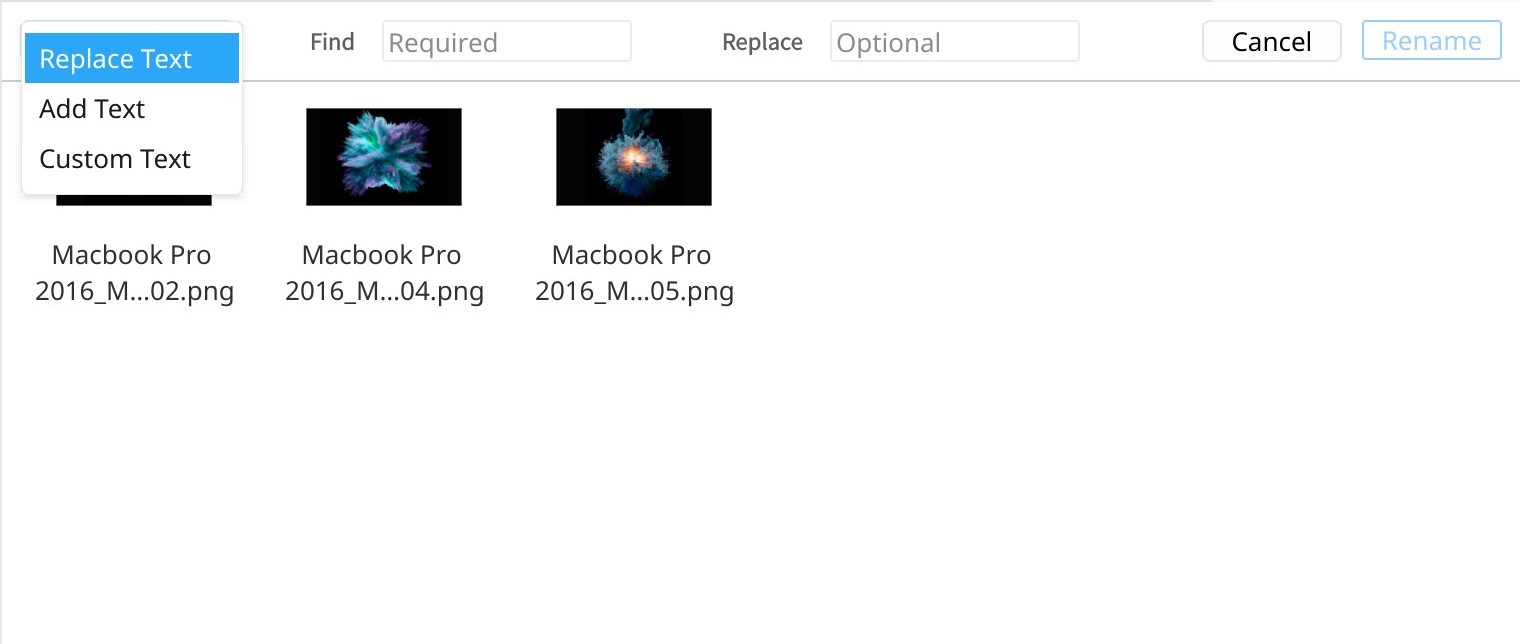 Replace Text
Find Required Replace Optional Cancel Rename
Add Text
Custom Text
Macbook Pro
2016_M...02.png
Macbook Pro
2016_M...04.png
Macbook Pro
2016_M...05.png